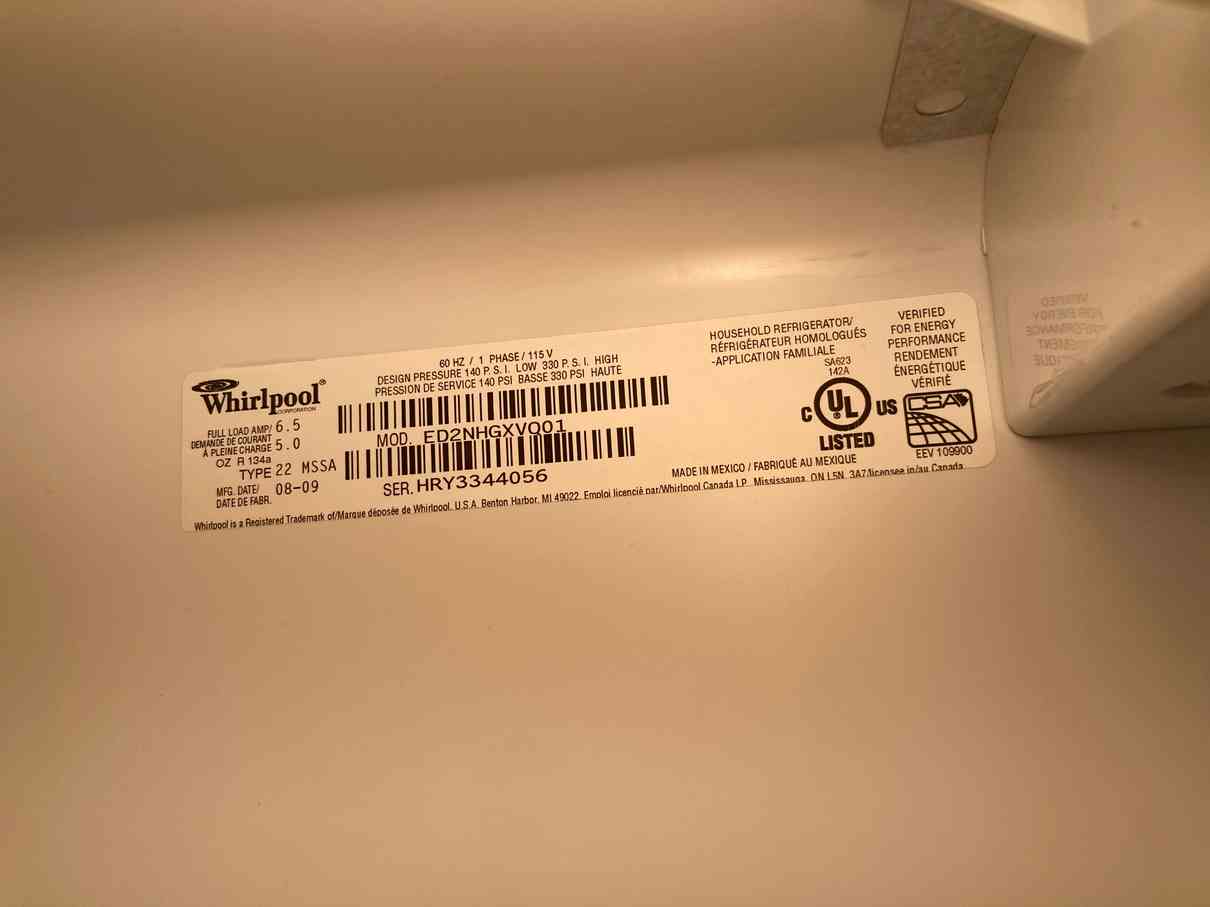 60 HZ / 1 PHASE / 115 V
DESIGN PRESSURE 140 P. S. I. LOW 330 P. S. I. HIGH
PRESSION DE SERVICE 140 PSI BASSE 330 PSI HAUTE
Whirlpool®
CORPORATION
FULL LOAD AMP/ 6.5
DEMANDE DE COURANT
À PLEINE CHARGE 5.0
OZ R 134a
TYPE 22 MSSA
MFG. DATE/ 08-09
DATE DE FABR.
MOD. ED2NHGXVQ01
SER. HRY3344056
HOUSEHOLD REFRIGERATOR/
RÉFRIGÉRATEUR HOMOLOGUÉS
-APPLICATION FAMILIALE
SA623
142A
C UL® US
LISTED
VERIFIED
FOR ENERGY
PERFORMANCE
RENDEMENT
ÉNERGÉTIQUE
VÉRIFIÉ
CSA
EEV 109900
MADE IN MEXICO / FABRIQUÉ AU MEXIQUE
Whirlpool is a Registered Trademark of/Marque déposée de Whirlpool, U.S.A. Benton Harbor, MI 49022. Emploi licencié par/Whirlpool Canada LP Mississauga, ON L5N 3A7/licensee in/au Canada